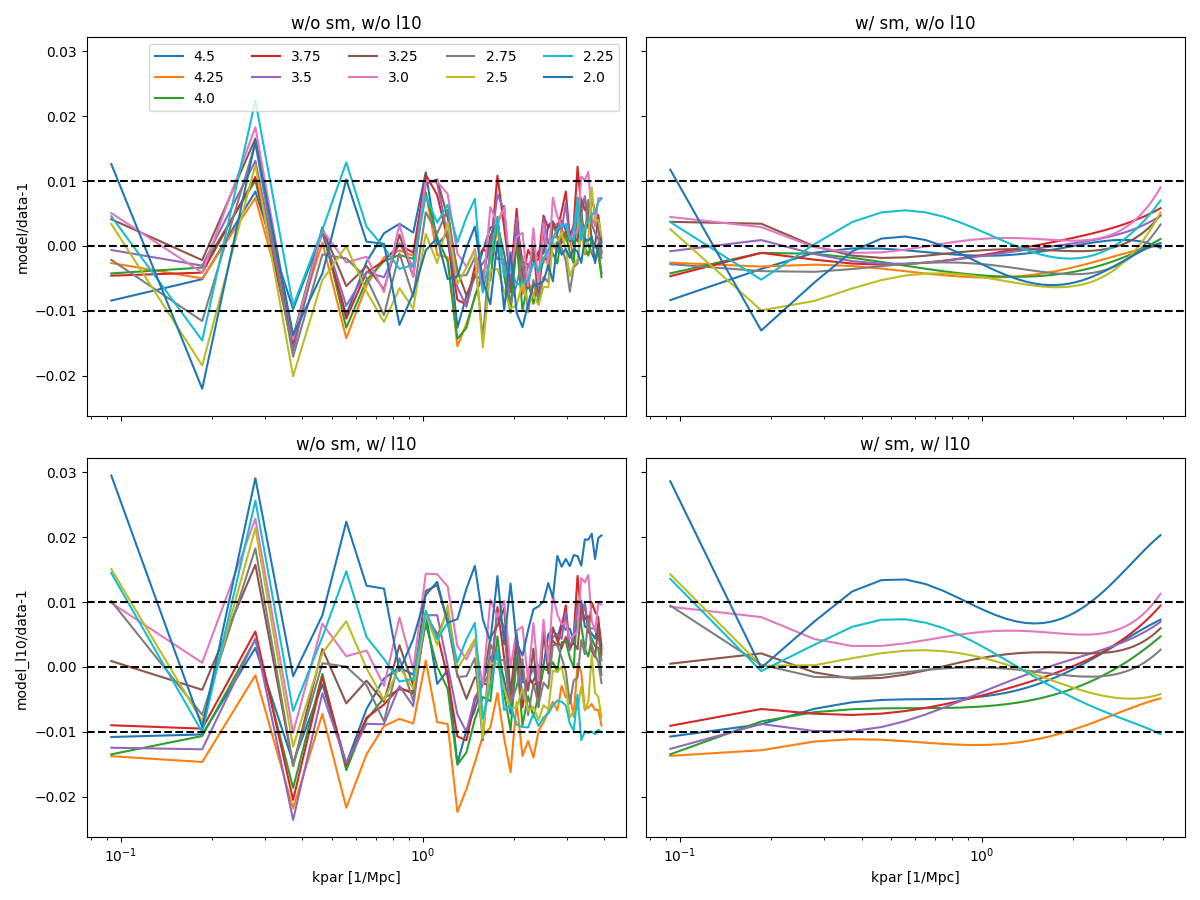 w/o sm, w/o l10
w/ sm, w/o l10
4.5 3.75 3.25 2.75 2.25
4.25 3.5 3.0 2.5 2.0
4.0
0.03
0.02
0.01
0.00
−0.01
−0.02
model/data-1
w/o sm, w/ l10
w/ sm, w/ l10
0.03
0.02
0.01
0.00
−0.01
−0.02
model_l10/data-1
10⁻¹ 10⁰ 10⁻¹ 10⁰
kpar [1/Mpc] kpar [1/Mpc]